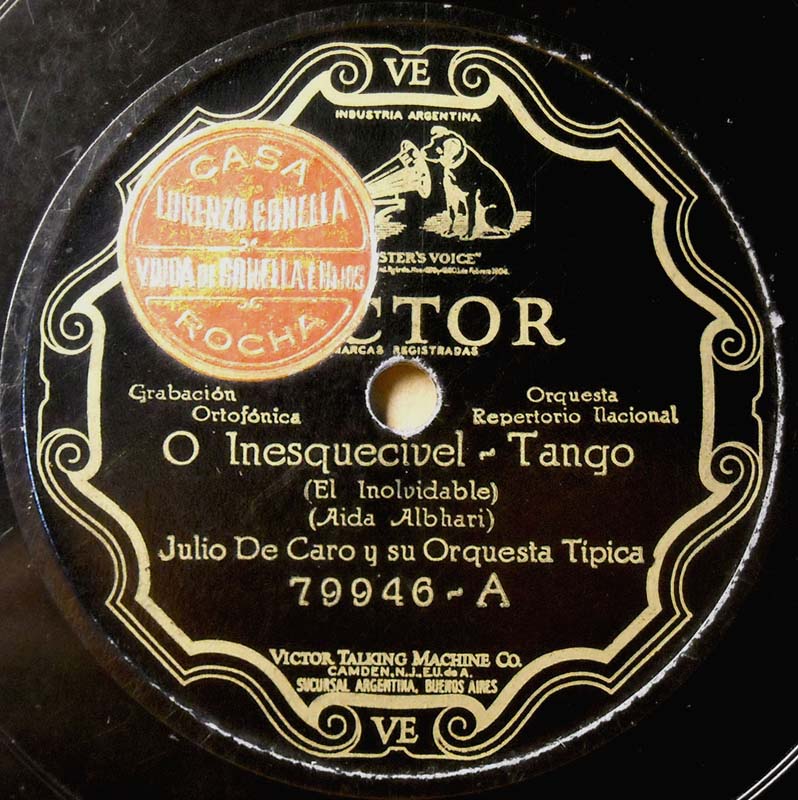 VE
INDUSTRIA ARGENTINA
CASA
LORENZO GONELLA
VIUDA DE GONELLA E HIJOS
ROCHA
STER'S VOICE"
CTOR
MARCAS REGISTRADAS
Grabación
Ortofónica
Orquesta
Repertorio Nacional
O Inesquecivel - Tango
(El Inolvidable)
(Aida Albhari)
Julio De Caro y su Orquesta Típica
79946-A
VICTOR TALKING MACHINE CO.
CAMDEN, N.J., E.U. de A.
SUCURSAL ARGENTINA, BUENOS AIRES
VE